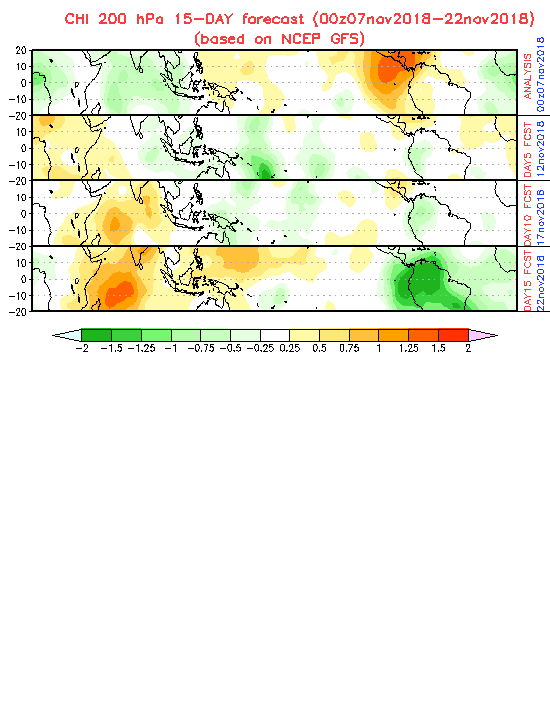 CHI 200 hPa 15-DAY forecast (00z07nov2018-22nov2018)
(based on NCEP GFS)
20
10
0
-10
ANALYSIS
00z07nov2018
20
10
0
-10
DAY5 FCST
12nov2018
20
10
0
-10
DAY10 FCST
17nov2018
20
10
0
-10
-20
DAY15 FCST
22nov2018
-2 -1.5 -1.25 -1 -0.75 -0.5 -0.25 0.25 0.5 0.75 1 1.25 1.5 2